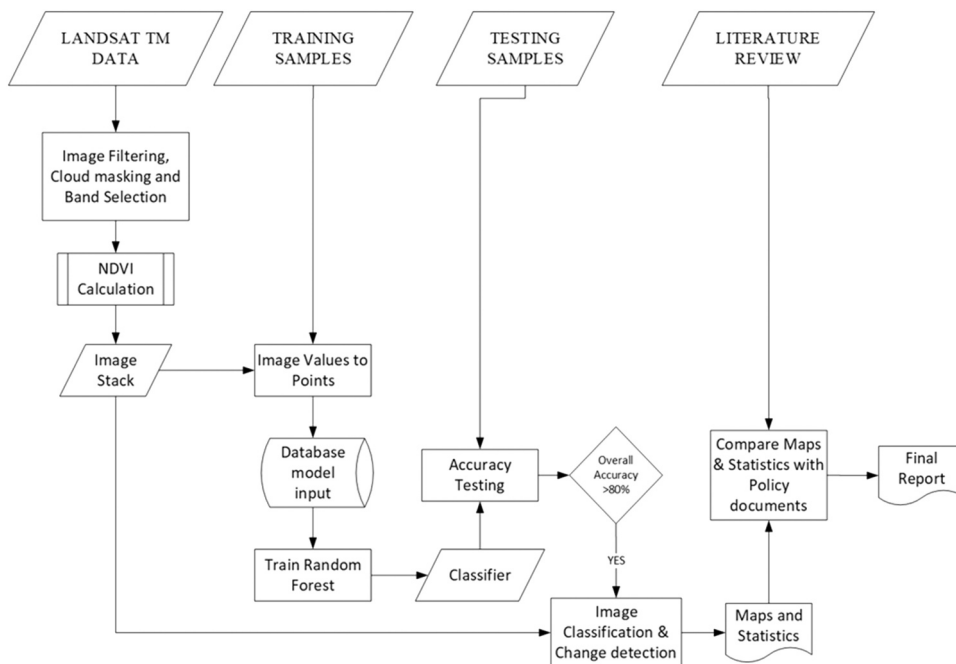 LANDSAT TM
DATA
TRAINING
SAMPLES
TESTING
SAMPLES
LITERATURE
REVIEW
Image Filtering,
Cloud masking and
Band Selection
NDVI
Calculation
Image
Stack
Image Values to
Points
Database
model
input
Train Random
Forest
Classifier
Accuracy
Testing
Overall
Accuracy
>80%
YES
Image
Classification &
Change detection
Maps and
Statistics
Compare Maps
& Statistics with
Policy
documents
Final
Report